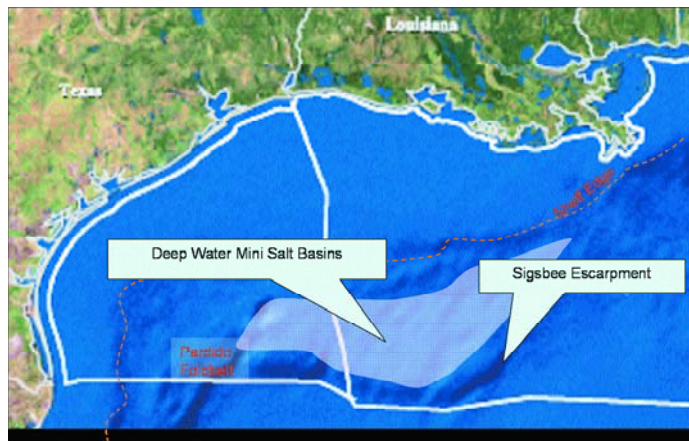 Louisiana
Texas
Shelf Edge
Deep Water Mini Salt Basins
Sigsbee Escarpment
Perdido
Foldbelt